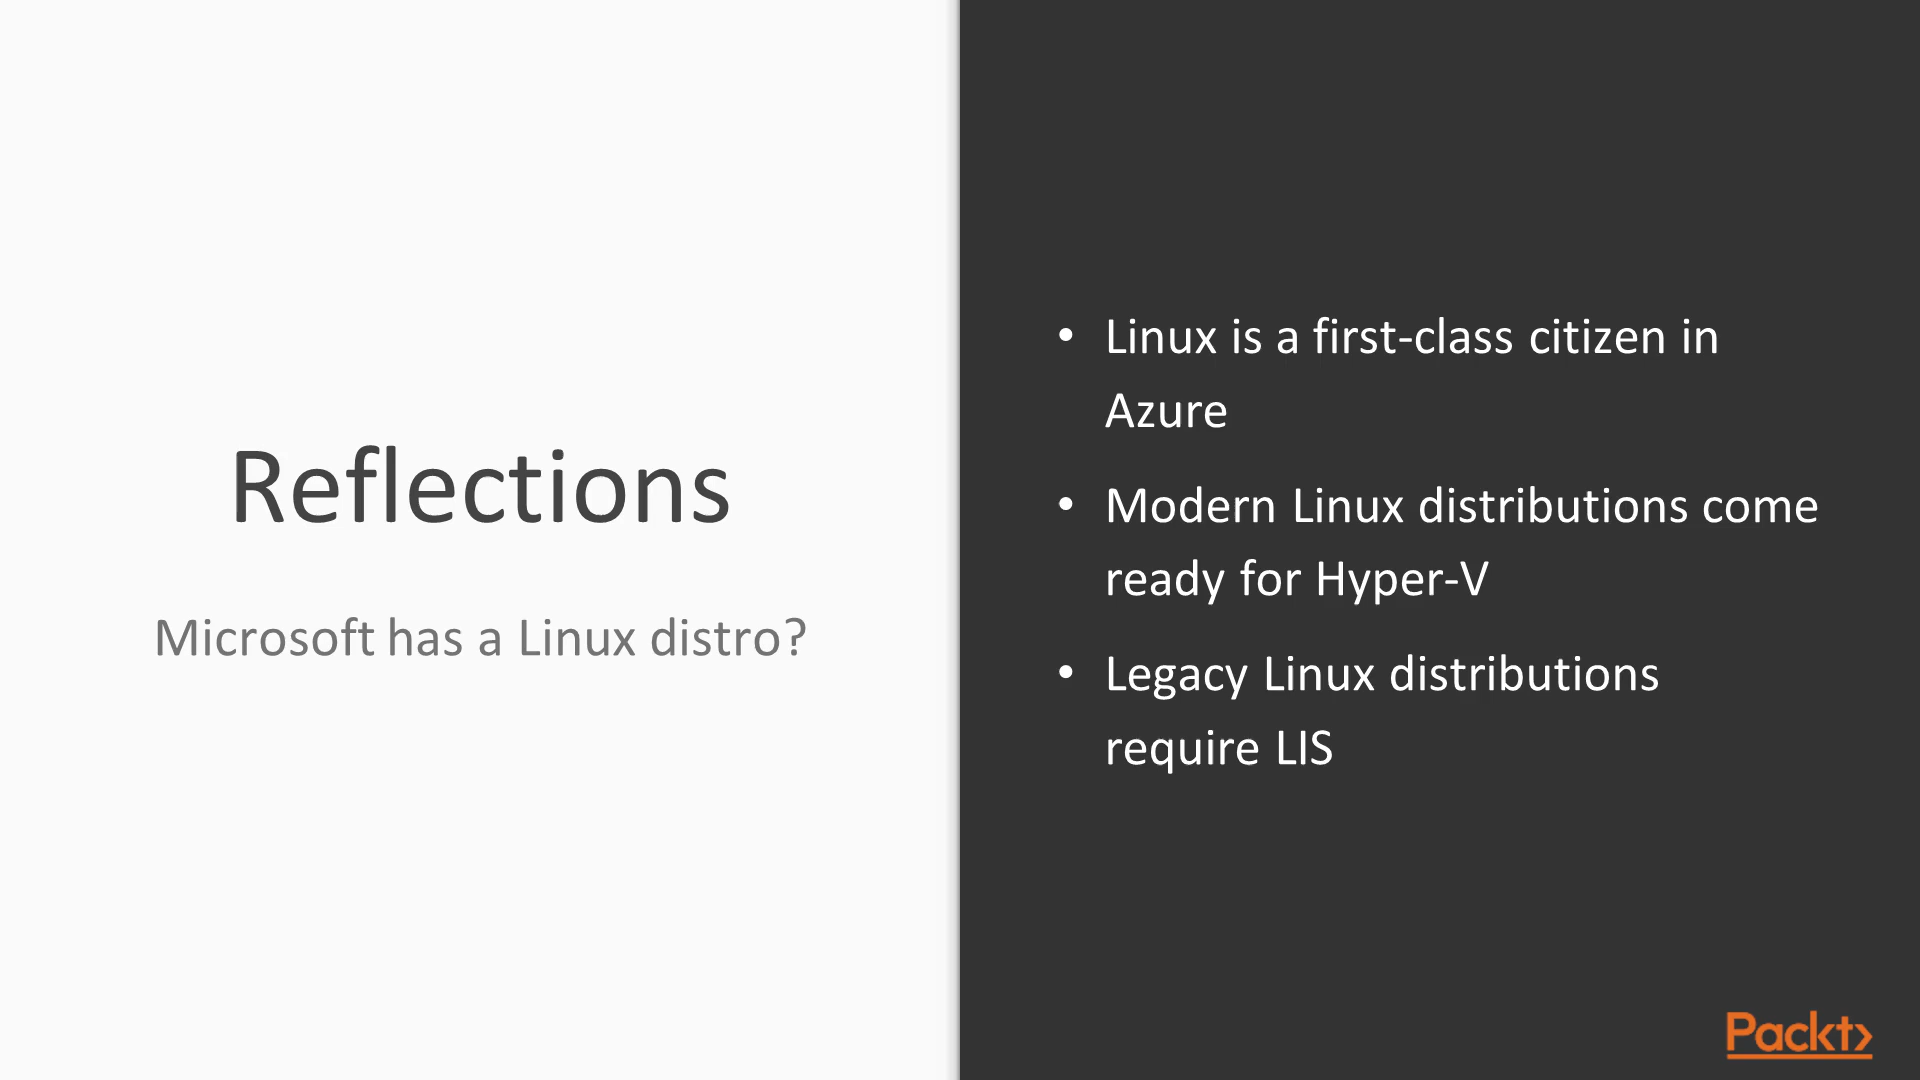 Reflections
Microsoft has a Linux distro?
• Linux is a first-class citizen in
Azure
• Modern Linux distributions come
ready for Hyper-V
• Legacy Linux distributions
require LIS
Packt>